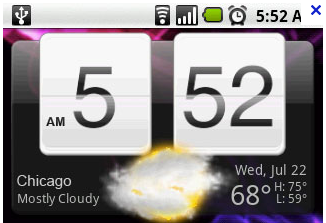 5:52 A
AM 5 52
Chicago
Mostly Cloudy
Wed, Jul 22
68° H: 75°
L: 59°